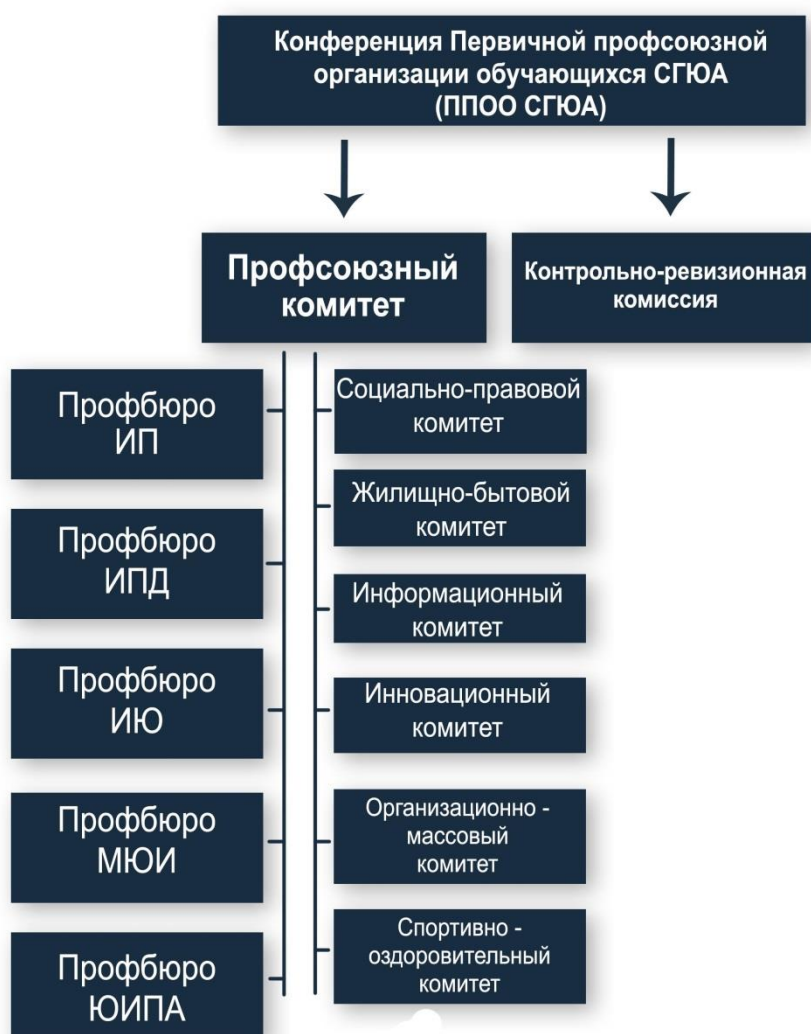 Конференция Первичной профсоюзной
организации обучающихся СГЮА
(ППОО СГЮА)
Профсоюзный
комитет
Контрольно-ревизионная
комиссия
Профбюро
ИП
Профбюро
ИПД
Профбюро
ИЮ
Профбюро
МЮИ
Профбюро
ЮИПА
Социально-правовой
комитет
Жилищно-бытовой
комитет
Информационный
комитет
Инновационный
комитет
Организационно -
массовый
комитет
Спортивно -
оздоровительный
комитет